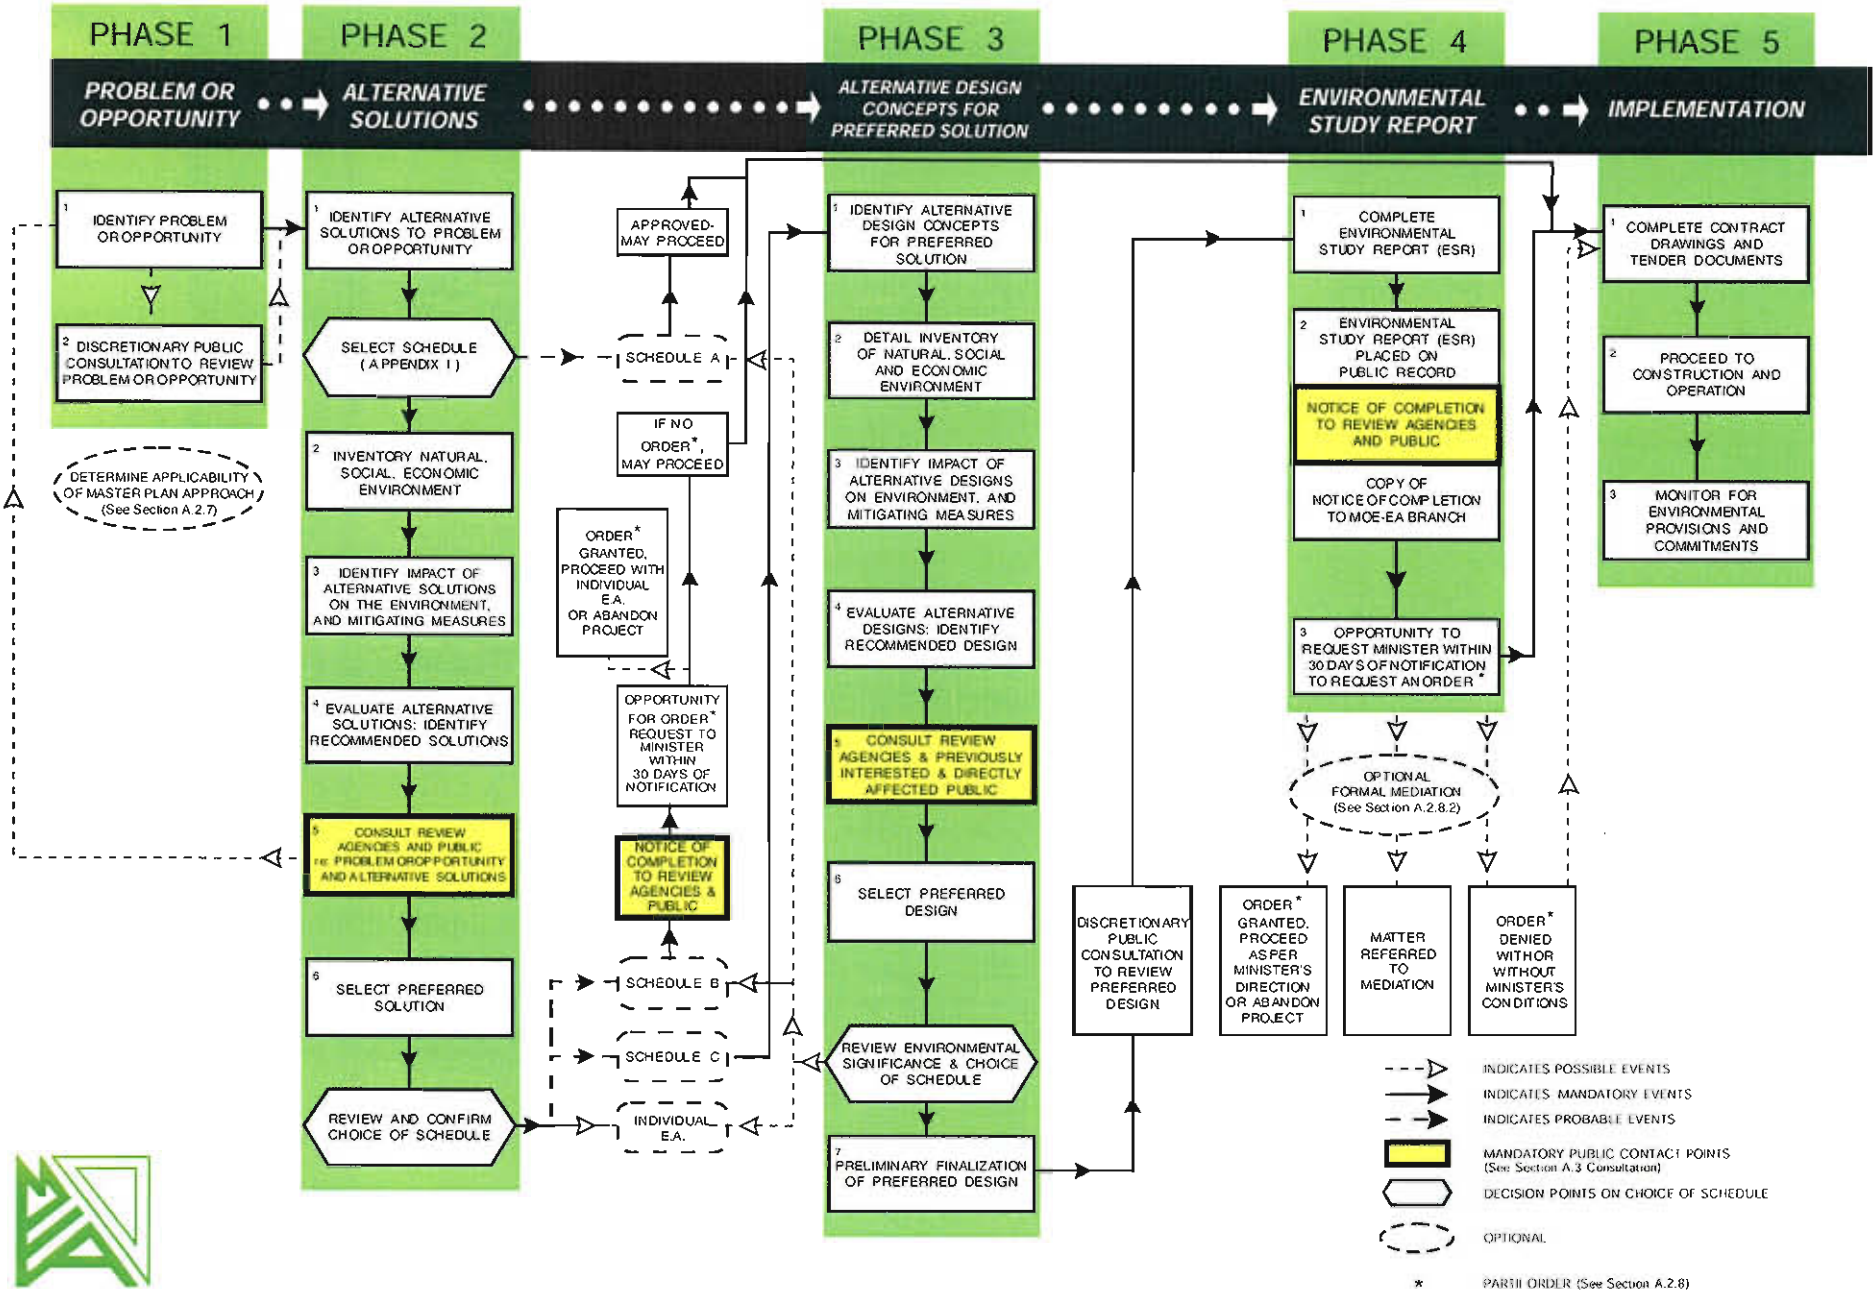 PHASE 1
PHASE 2
PHASE 3
PHASE 4
PHASE 5
PROBLEM OR
OPPORTUNITY
ALTERNATIVE
SOLUTIONS
ALTERNATIVE DESIGN
CONCEPTS FOR
PREFERRED SOLUTION
ENVIRONMENTAL
STUDY REPORT
IMPLEMENTATION
1
IDENTIFY PROBLEM
OR OPPORTUNITY
2
DISCRETIONARY PUBLIC
CONSULTATION TO REVIEW
PROBLEM OR OPPORTUNITY
DETERMINE APPLICABILITY
OF MASTER PLAN APPROACH
(See Section A.2.7)
1
IDENTIFY ALTERNATIVE
SOLUTIONS TO PROBLEM
OR OPPORTUNITY
SELECT SCHEDULE
(APPENDIX I)
2
INVENTORY NATURAL,
SOCIAL, ECONOMIC
ENVIRONMENT
3
IDENTIFY IMPACT OF
ALTERNATIVE SOLUTIONS
ON THE ENVIRONMENT,
AND MITIGATING MEASURES
4
EVALUATE ALTERNATIVE
SOLUTIONS: IDENTIFY
RECOMMENDED SOLUTIONS
5
CONSULT REVIEW
AGENCIES AND PUBLIC
re: PROBLEM OR OPPORTUNITY
AND ALTERNATIVE SOLUTIONS
6
SELECT PREFERRED
SOLUTION
REVIEW AND CONFIRM
CHOICE OF SCHEDULE
APPROVED-
MAY PROCEED
SCHEDULE A
IF NO
ORDER*,
MAY PROCEED
ORDER*
GRANTED,
PROCEED WITH
INDIVIDUAL
E.A.
OR ABANDON
PROJECT
OPPORTUNITY
FOR ORDER*
REQUEST TO
MINISTER
WITHIN
30 DAYS OF
NOTIFICATION
NOTICE OF
COMPLETION
TO REVIEW
AGENCIES &
PUBLIC
SCHEDULE B
SCHEDULE C
INDIVIDUAL
E.A.
1
IDENTIFY ALTERNATIVE
DESIGN CONCEPTS
FOR PREFERRED
SOLUTION
2
DETAIL INVENTORY
OF NATURAL, SOCIAL
AND ECONOMIC
ENVIRONMENT
3
IDENTIFY IMPACT OF
ALTERNATIVE DESIGNS
ON ENVIRONMENT, AND
MITIGATING MEASURES
4
EVALUATE ALTERNATIVE
DESIGNS: IDENTIFY
RECOMMENDED DESIGN
5
CONSULT REVIEW
AGENCIES & PREVIOUSLY
INTERESTED & DIRECTLY
AFFECTED PUBLIC
6
SELECT PREFERRED
DESIGN
REVIEW ENVIRONMENTAL
SIGNIFICANCE & CHOICE
OF SCHEDULE
7
PRELIMINARY FINALIZATION
OF PREFERRED DESIGN
DISCRETIONARY
PUBLIC
CONSULTATION
TO REVIEW
PREFERRED
DESIGN
1
COMPLETE
ENVIRONMENTAL
STUDY REPORT (ESR)
2
ENVIRONMENTAL
STUDY REPORT (ESR)
PLACED ON
PUBLIC RECORD
NOTICE OF COMPLETION
TO REVIEW AGENCIES
AND PUBLIC
COPY OF
NOTICE OF COMPLETION
TO MOE-EA BRANCH
3
OPPORTUNITY TO
REQUEST MINISTER WITHIN
30 DAYS OF NOTIFICATION
TO REQUEST AN ORDER*
OPTIONAL
FORMAL MEDIATION
(See Section A.2.8.2)
ORDER*
GRANTED,
PROCEED
AS PER
MINISTER'S
DIRECTION
OR ABANDON
PROJECT
MATTER
REFERRED
TO
MEDIATION
ORDER*
DENIED
WITH OR
WITHOUT
MINISTER'S
CONDITIONS
1
COMPLETE CONTRACT
DRAWINGS AND
TENDER DOCUMENTS
2
PROCEED TO
CONSTRUCTION AND
OPERATION
3
MONITOR FOR
ENVIRONMENTAL
PROVISIONS AND
COMMITMENTS
INDICATES POSSIBLE EVENTS
INDICATES MANDATORY EVENTS
INDICATES PROBABLE EVENTS
MANDATORY PUBLIC CONTACT POINTS
(See Section A.3 Consultation)
DECISION POINTS ON CHOICE OF SCHEDULE
OPTIONAL
* PART II ORDER (See Section A.2.8)
MEA